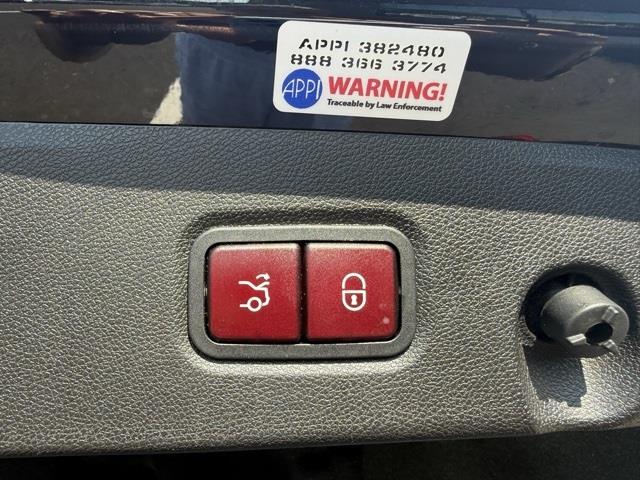 APPI 382480
888 366 3774
APPI WARNING!
Traceable by Law Enforcement